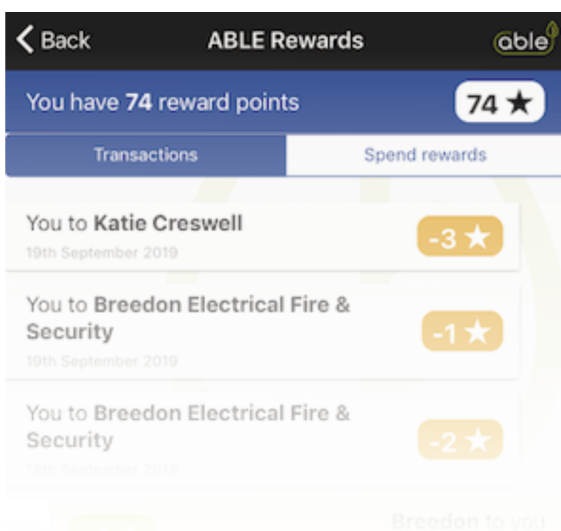 Back
ABLE Rewards
able
You have 74 reward points
74 ★
Transactions
Spend rewards
You to Katie Creswell
-3 ★
19th September 2019
You to Breedon Electrical Fire &
Security
-1 ★
19th September 2019
You to Breedon Electrical Fire &
Security
-2 ★
Breedon to you